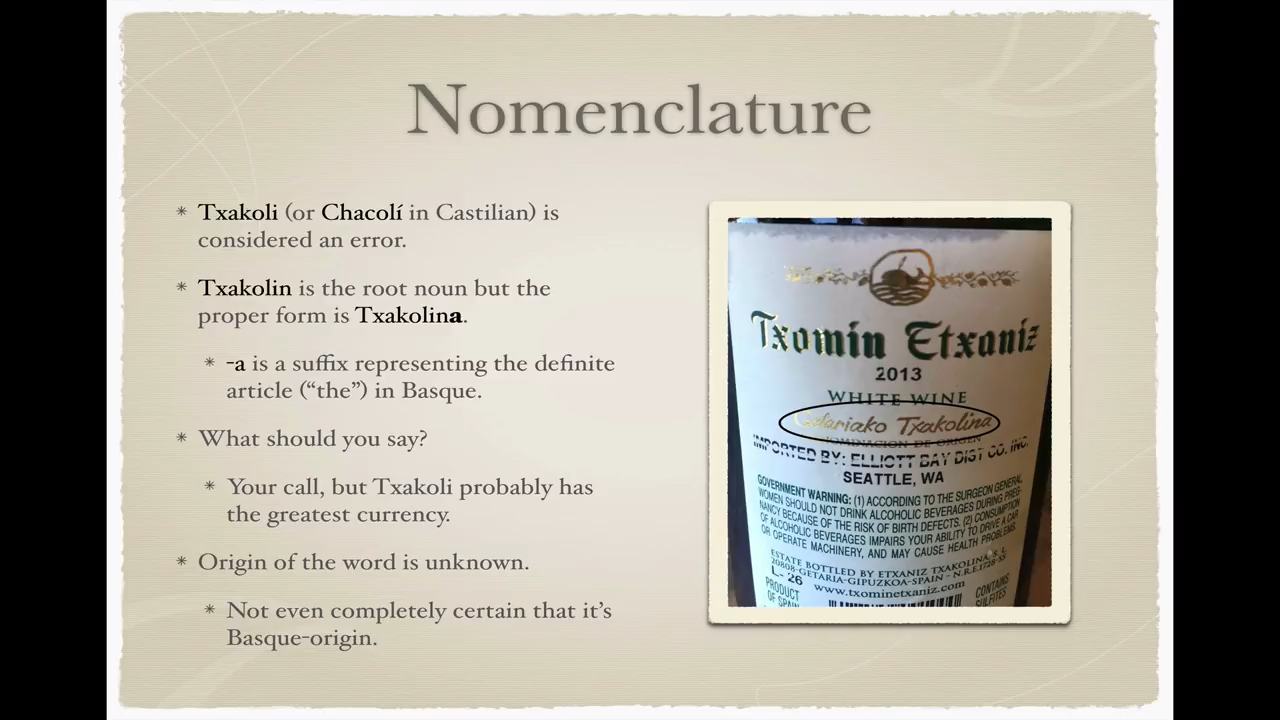 Nomenclature
Txakoli (or Chacolí in Castilian) is
considered an error.
Txakolin is the root noun but the
proper form is Txakolina.
-a is a suffix representing the definite
article (“the”) in Basque.
What should you say?
Your call, but Txakoli probably has
the greatest currency.
Origin of the word is unknown.
Not even completely certain that it’s
Basque-origin.
Txomin Etxaniz
2013
WHITE WINE
Txakolina
DE ORIGEN
IMPORTED BY: ELLIOTT BAY DIST CO. INC.
SEATTLE, WA
GOVERNMENT WARNING: (1) ACCORDING TO THE SURGEON GENERAL
WOMEN SHOULD NOT DRINK ALCOHOLIC BEVERAGES DURING PREG-
NANCY BECAUSE OF THE RISK OF BIRTH DEFECTS. (2) CONSUMPTION
OF ALCOHOLIC BEVERAGES IMPAIRS YOUR ABILITY TO DRIVE A CAR
OR OPERATE MACHINERY, AND MAY CAUSE HEALTH PROBLEMS.
ESTATE BOTTLED BY ETXANIZ TXAKOLINA, S.L.
20808-GETARIA-GIPUZKOA-SPAIN -
L- 26
www.txominetxaniz.com
PRODUCT
OF SPAIN
CONTAINS
SULFITES